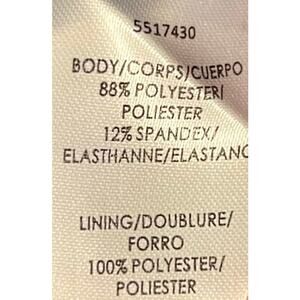 5517430
BODY/CORPS/CUERPO
88% POLYESTER/
POLIESTER
12% SPANDEX/
ELASTHANNE/ELASTANO
LINING/DOUBLURE/
FORRO
100% POLYESTER/
POLIESTER